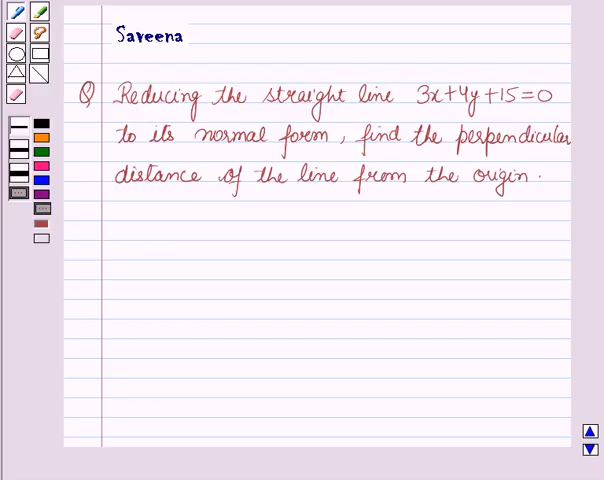 Saveena
Q Reducing the straight line 3x+4y+15=0
to its normal form, find the perpendicular
distance of the line from the origin.